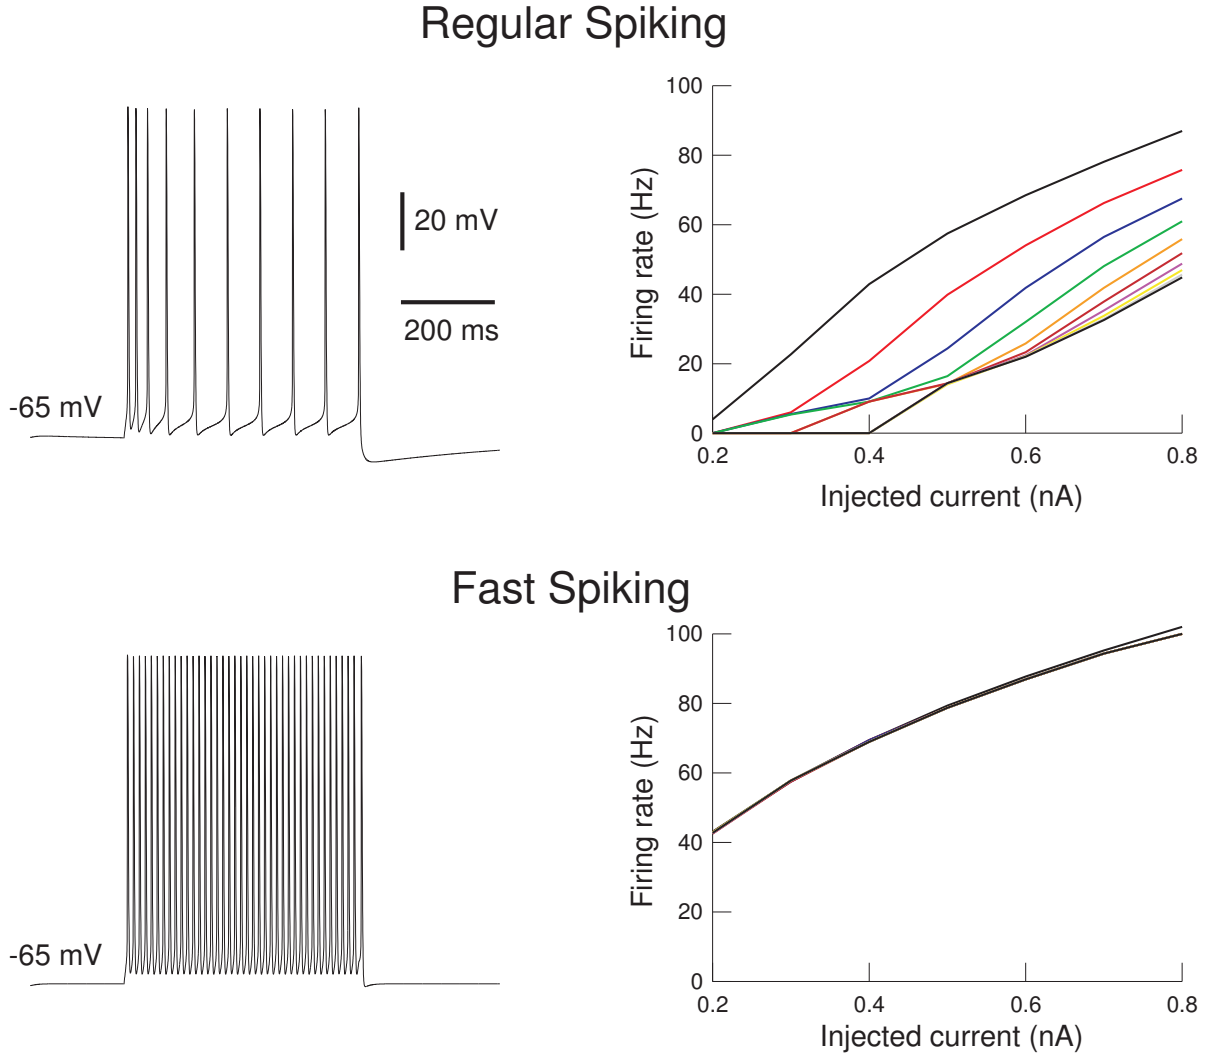 Regular Spiking
20 mV
200 ms
-65 mV
Firing rate (Hz)
100
80
60
40
20
0
0.2 0.4 0.6 0.8
Injected current (nA)
Fast Spiking
-65 mV
Firing rate (Hz)
100
80
60
40
20
0
0.2 0.4 0.6 0.8
Injected current (nA)